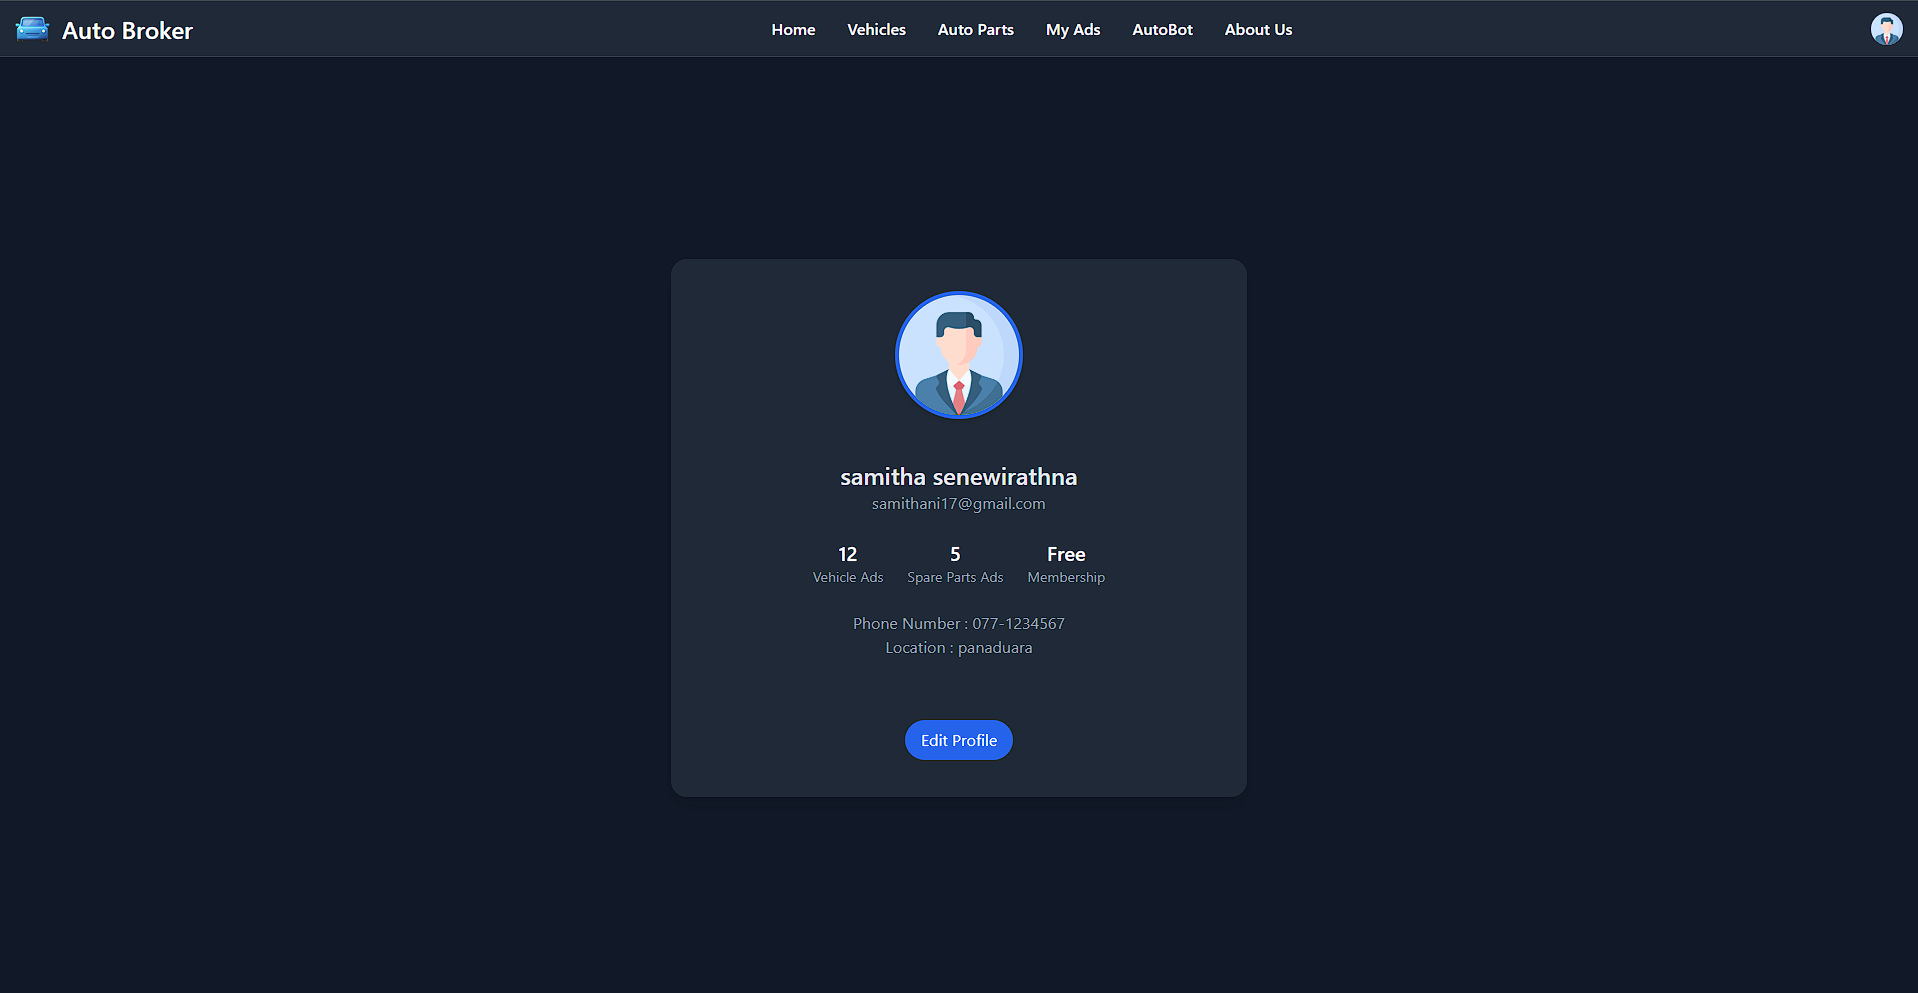 Auto Broker
Home Vehicles Auto Parts My Ads AutoBot About Us
samitha senewirathna
samithani17@gmail.com
12 5 Free
Vehicle Ads Spare Parts Ads Membership
Phone Number : 077-1234567
Location : panaduara
Edit Profile